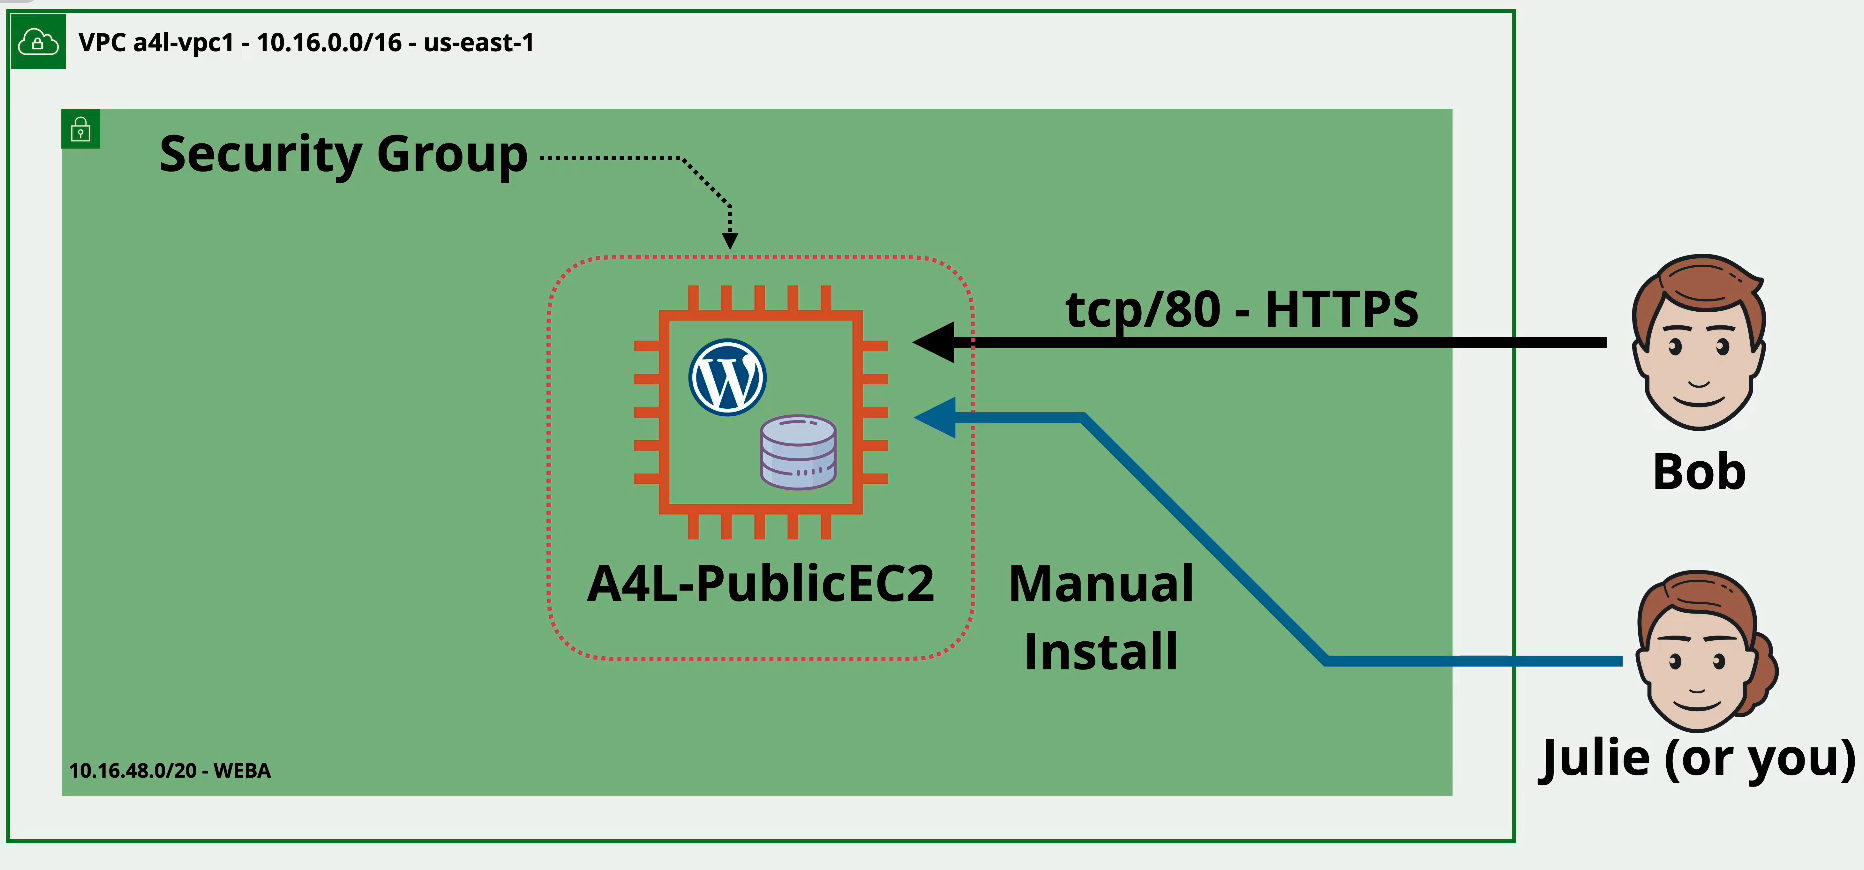 VPC a4l-vpc1 - 10.16.0.0/16 - us-east-1
Security Group
tcp/80 - HTTPS
Bob
A4L-PublicEC2
Manual
Install
Julie (or you)
10.16.48.0/20 - WEBA